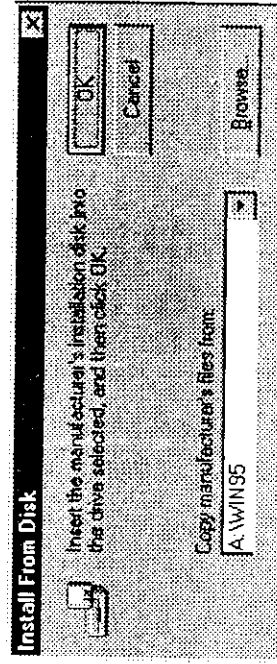 Install From Disk
Insert the manufacturer's installation disk into
the drive selected, and then click OK.
OK
Cancel
Browse...
Copy manufacturer's files from:
A:\WIN95